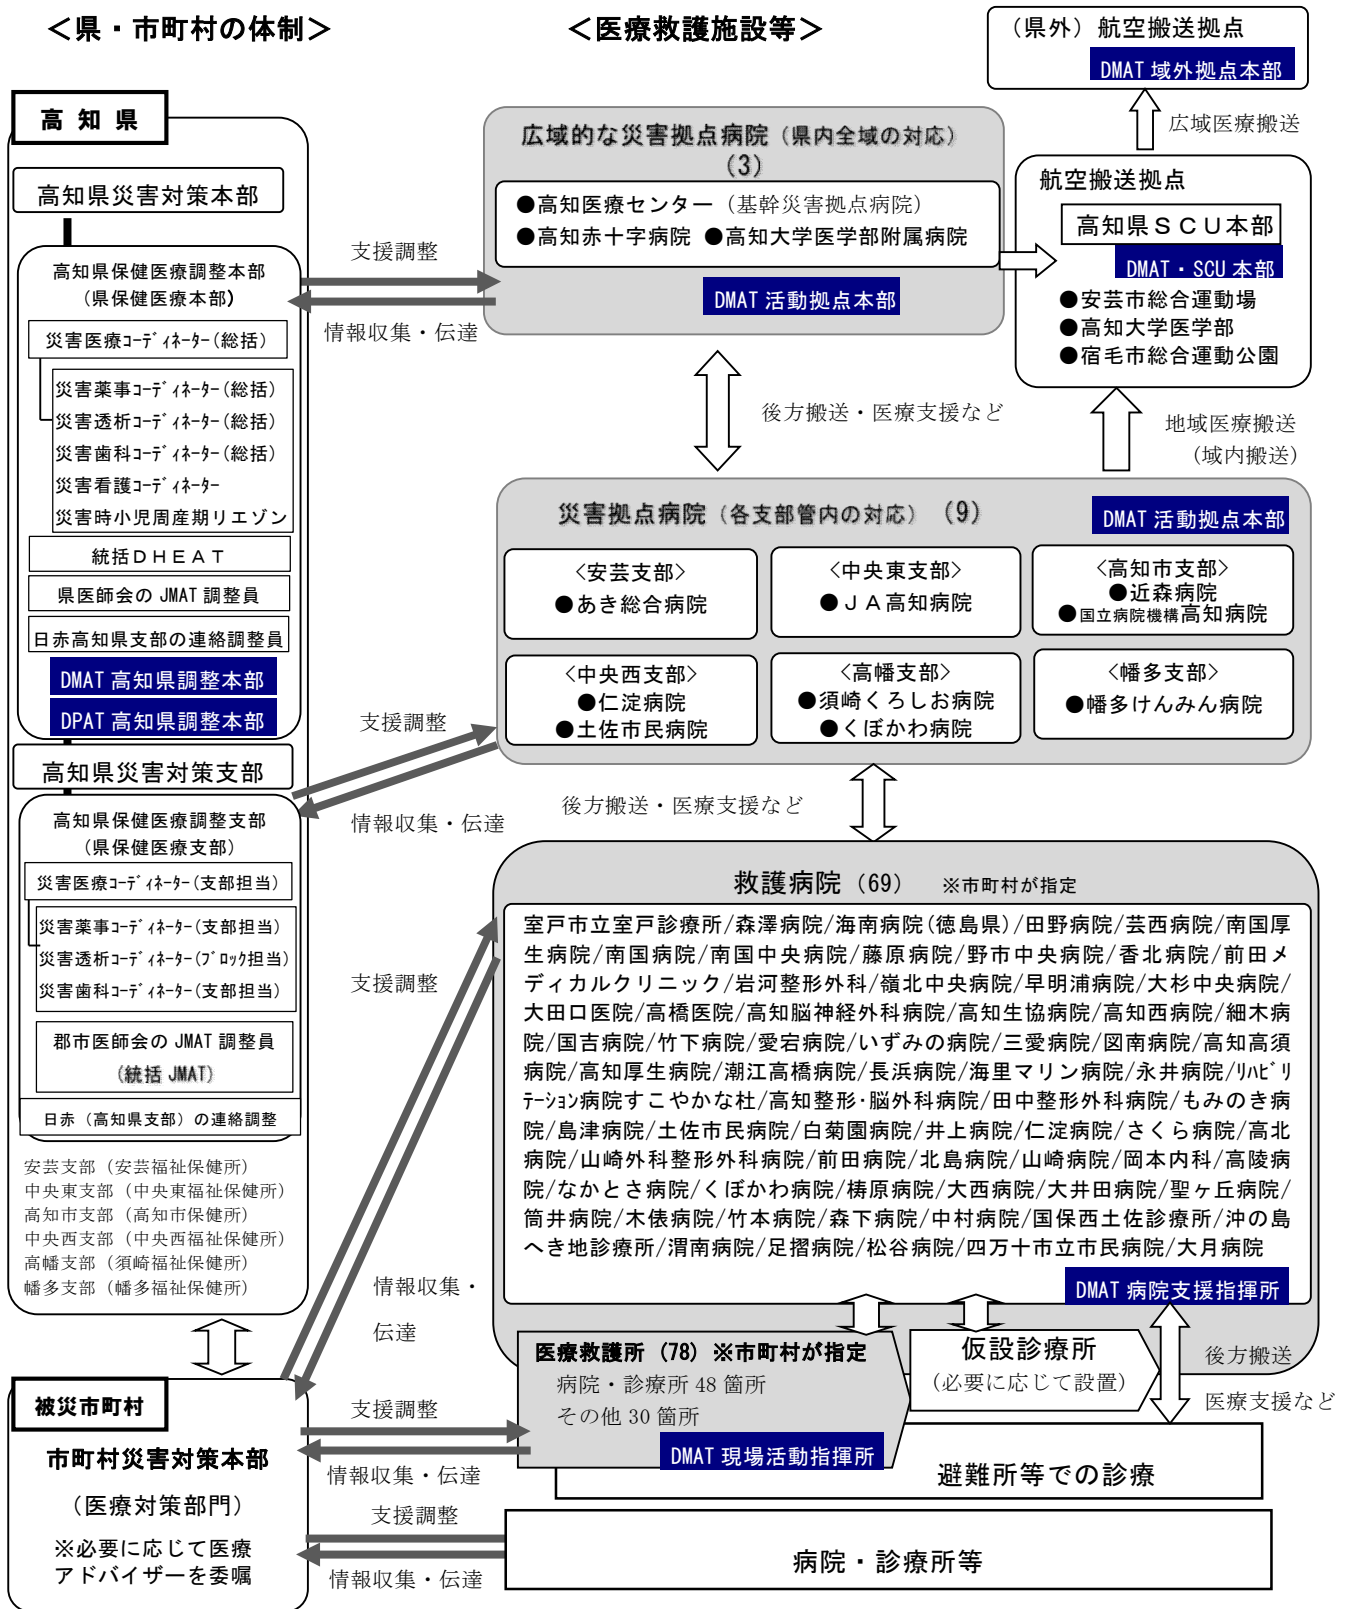 ＜県・市町村の体制＞
＜医療救護施設等＞
（県外）航空搬送拠点
DMAT 域外拠点本部
広域医療搬送
高知県
高知県災害対策本部
高知県保健医療調整本部
（県保健医療本部）
災害医療ｺｰﾃﾞｨﾈｰﾀｰ(総括)
災害薬事ｺｰﾃﾞｨﾈｰﾀｰ(総括)
災害透析ｺｰﾃﾞｨﾈｰﾀｰ(総括)
災害歯科ｺｰﾃﾞｨﾈｰﾀｰ(総括)
災害看護ｺｰﾃﾞｨﾈｰﾀｰ
災害時小児周産期リエゾン
統括ＤＨＥＡＴ
県医師会の JMAT 調整員
日赤高知県支部の連絡調整員
DMAT 高知県調整本部
DPAT 高知県調整本部
支援調整
情報収集・伝達
広域的な災害拠点病院（県内全域の対応）
（3）
●高知医療センター（基幹災害拠点病院）
●高知赤十字病院 ●高知大学医学部附属病院
DMAT 活動拠点本部
航空搬送拠点
高知県ＳＣＵ本部
DMAT・SCU 本部
●安芸市総合運動場
●高知大学医学部
●宿毛市総合運動公園
後方搬送・医療支援など
地域医療搬送
（域内搬送）
災害拠点病院（各支部管内の対応）（9）
DMAT 活動拠点本部
〈安芸支部〉
●あき総合病院
〈中央東支部〉
●ＪＡ高知病院
〈高知市支部〉
●近森病院
●国立病院機構高知病院
〈中央西支部〉
●仁淀病院
●土佐市民病院
〈高幡支部〉
●須崎くろしお病院
●くぼかわ病院
〈幡多支部〉
●幡多けんみん病院
支援調整
情報収集・伝達
後方搬送・医療支援など
高知県災害対策支部
高知県保健医療調整支部
（県保健医療支部）
災害医療ｺｰﾃﾞｨﾈｰﾀｰ(支部担当)
災害薬事ｺｰﾃﾞｨﾈｰﾀｰ(支部担当)
災害透析ｺｰﾃﾞｨﾈｰﾀｰ(ﾌﾞﾛｯｸ担当)
災害歯科ｺｰﾃﾞｨﾈｰﾀｰ(支部担当)
郡市医師会の JMAT 調整員
(統括 JMAT)
日赤（高知県支部）の連絡調整
安芸支部（安芸福祉保健所）
中央東支部（中央東福祉保健所）
高知市支部（高知市保健所）
中央西支部（中央西福祉保健所）
高幡支部（須崎福祉保健所）
幡多支部（幡多福祉保健所）
支援調整
情報収集・
伝達
救護病院（69） ※市町村が指定
室戸市立室戸診療所/森澤病院/海南病院(徳島県)/田野病院/芸西病院/南国厚
生病院/南国病院/南国中央病院/藤原病院/野市中央病院/香北病院/前田メ
ディカルクリニック/岩河整形外科/嶺北中央病院/早明浦病院/大杉中央病院/
大田口医院/高橋医院/高知脳神経外科病院/高知生協病院/高知西病院/細木病
院/国吉病院/竹下病院/愛宕病院/いずみの病院/三愛病院/図南病院/高知高須
病院/高知厚生病院/潮江高橋病院/長浜病院/海里マリン病院/永井病院/ﾘﾊﾋﾞﾘ
ﾃｰｼｮﾝ病院すこやかな杜/高知整形･脳外科病院/田中整形外科病院/もみのき病
院/島津病院/土佐市民病院/白菊園病院/井上病院/仁淀病院/さくら病院/高北
病院/山崎外科整形外科病院/前田病院/北島病院/山崎病院/岡本内科/高陵病
院/なかとさ病院/くぼかわ病院/梼原病院/大西病院/大井田病院/聖ヶ丘病院/
筒井病院/木俵病院/竹本病院/森下病院/中村病院/国保西土佐診療所/沖の島
へき地診療所/渭南病院/足摺病院/松谷病院/四万十市立市民病院/大月病院
DMAT 病院支援指揮所
医療救護所（78）※市町村が指定
病院・診療所 48 箇所
その他 30 箇所
DMAT 現場活動指揮所
仮設診療所
（必要に応じて設置）
後方搬送
医療支援など
避難所等での診療
被災市町村
市町村災害対策本部
（医療対策部門）
※必要に応じて医療
アドバイザーを委嘱
支援調整
情報収集・伝達
支援調整
情報収集・伝達
病院・診療所等